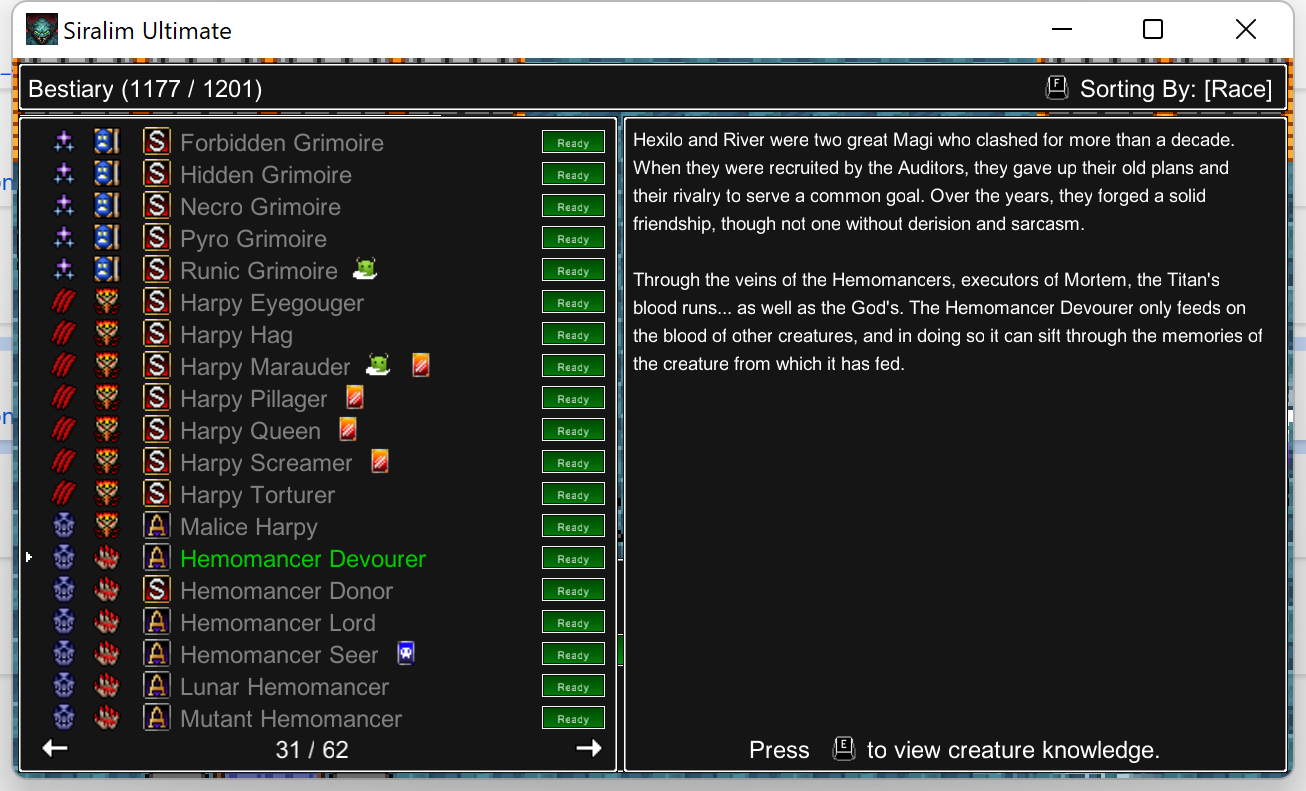 Siralim Ultimate
Bestiary (1177 / 1201)
F Sorting By: [Race]
S Forbidden Grimoire Ready
S Hidden Grimoire Ready
S Necro Grimoire Ready
S Pyro Grimoire Ready
S Runic Grimoire Ready
S Harpy Eyegouger Ready
S Harpy Hag Ready
S Harpy Marauder Ready
S Harpy Pillager Ready
S Harpy Queen Ready
S Harpy Screamer Ready
S Harpy Torturer Ready
A Malice Harpy Ready
A Hemomancer Devourer Ready
S Hemomancer Donor Ready
A Hemomancer Lord Ready
A Hemomancer Seer Ready
A Lunar Hemomancer Ready
A Mutant Hemomancer Ready
31 / 62
Hexilo and River were two great Magi who clashed for more than a decade.
When they were recruited by the Auditors, they gave up their old plans and
their rivalry to serve a common goal. Over the years, they forged a solid
friendship, though not one without derision and sarcasm.
Through the veins of the Hemomancers, executors of Mortem, the Titan's
blood runs... as well as the God's. The Hemomancer Devourer only feeds on
the blood of other creatures, and in doing so it can sift through the memories of
the creature from which it has fed.
Press E to view creature knowledge.